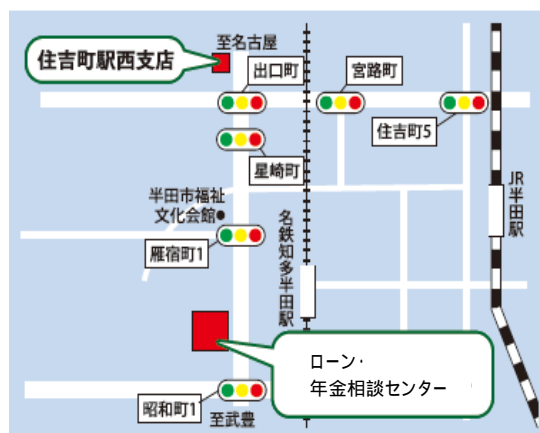 至名古屋
住吉町駅西支店
出口町
宮路町
住吉町5
星崎町
半田市福祉
文化会館●
雁宿町1
名鉄知多半田駅
JR半田駅
ローン・
年金相談センター
昭和町1
至武豊